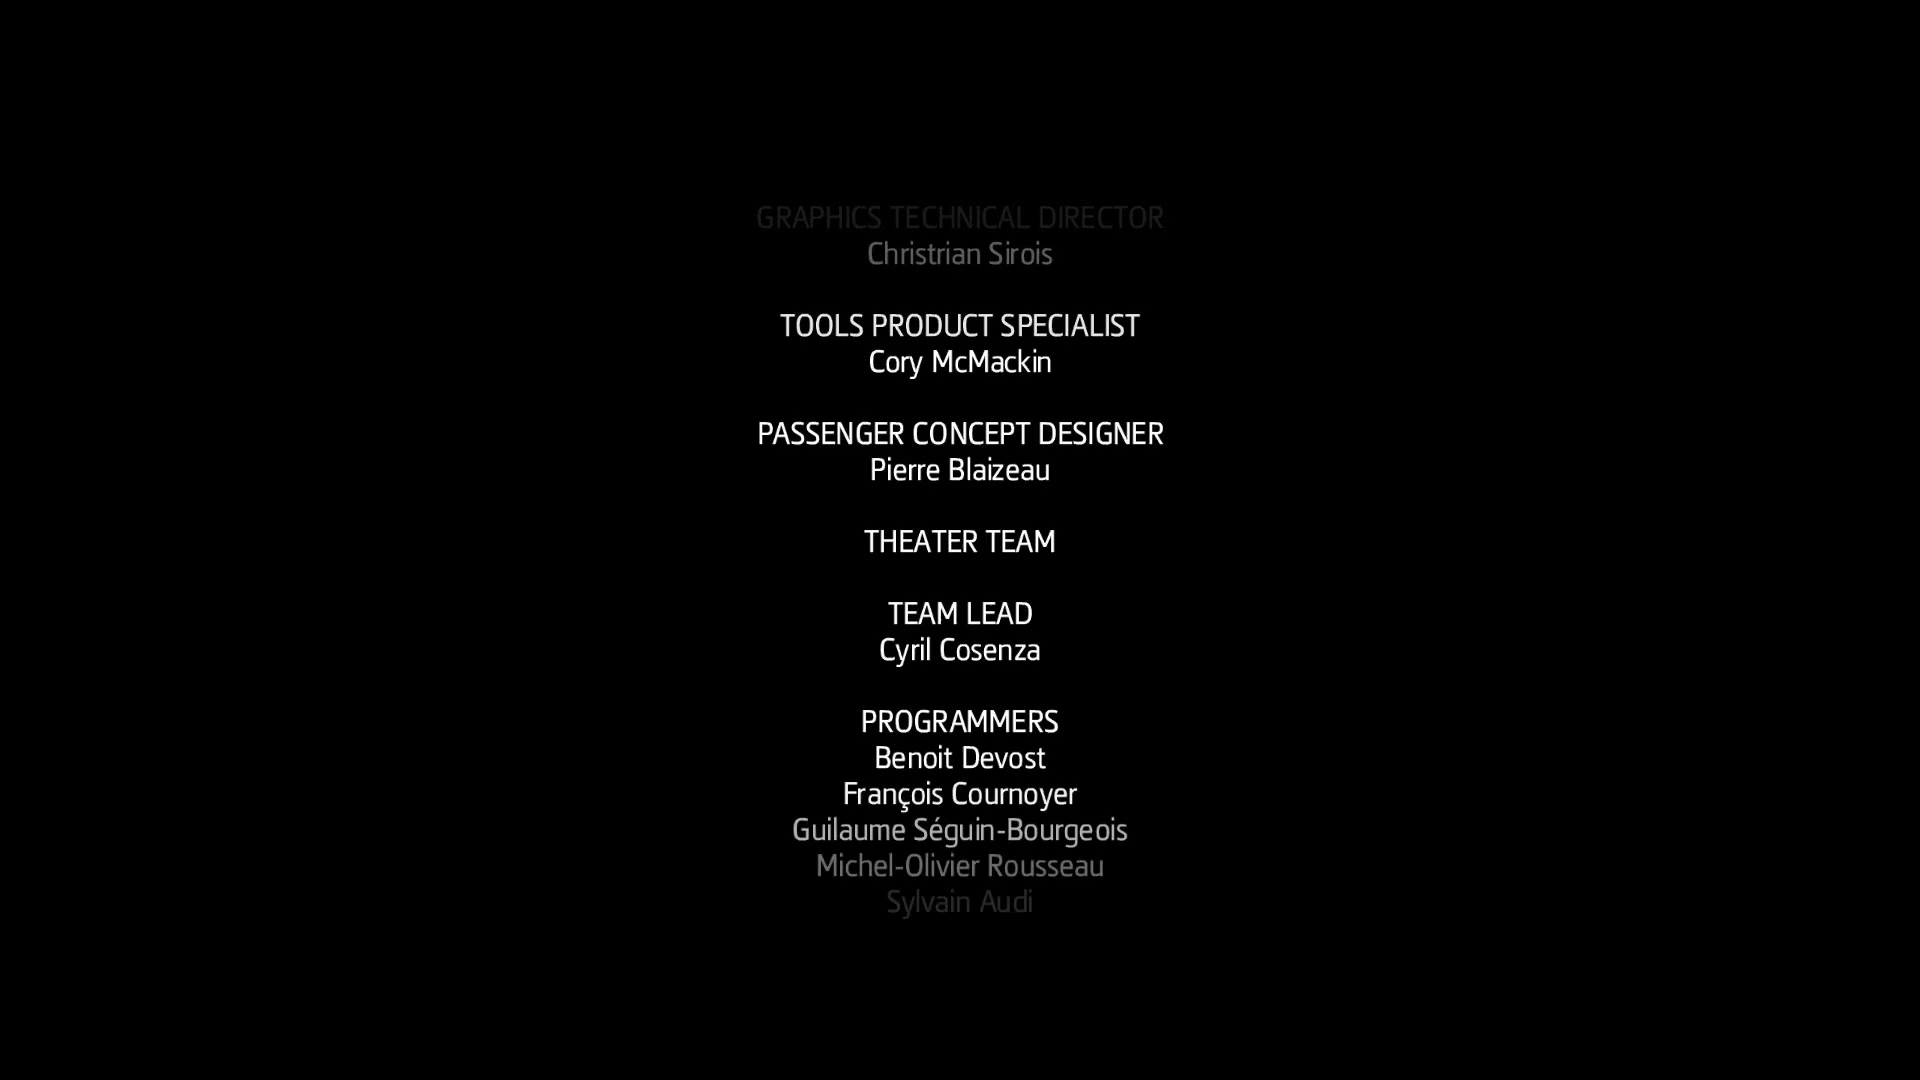 GRAPHICS TECHNICAL DIRECTOR
Christrian Sirois
TOOLS PRODUCT SPECIALIST
Cory McMackin
PASSENGER CONCEPT DESIGNER
Pierre Blaizeau
THEATER TEAM
TEAM LEAD
Cyril Cosenza
PROGRAMMERS
Benoit Devost
François Cournoyer
Guilaume Séguin-Bourgeois
Michel-Olivier Rousseau
Sylvain Audi